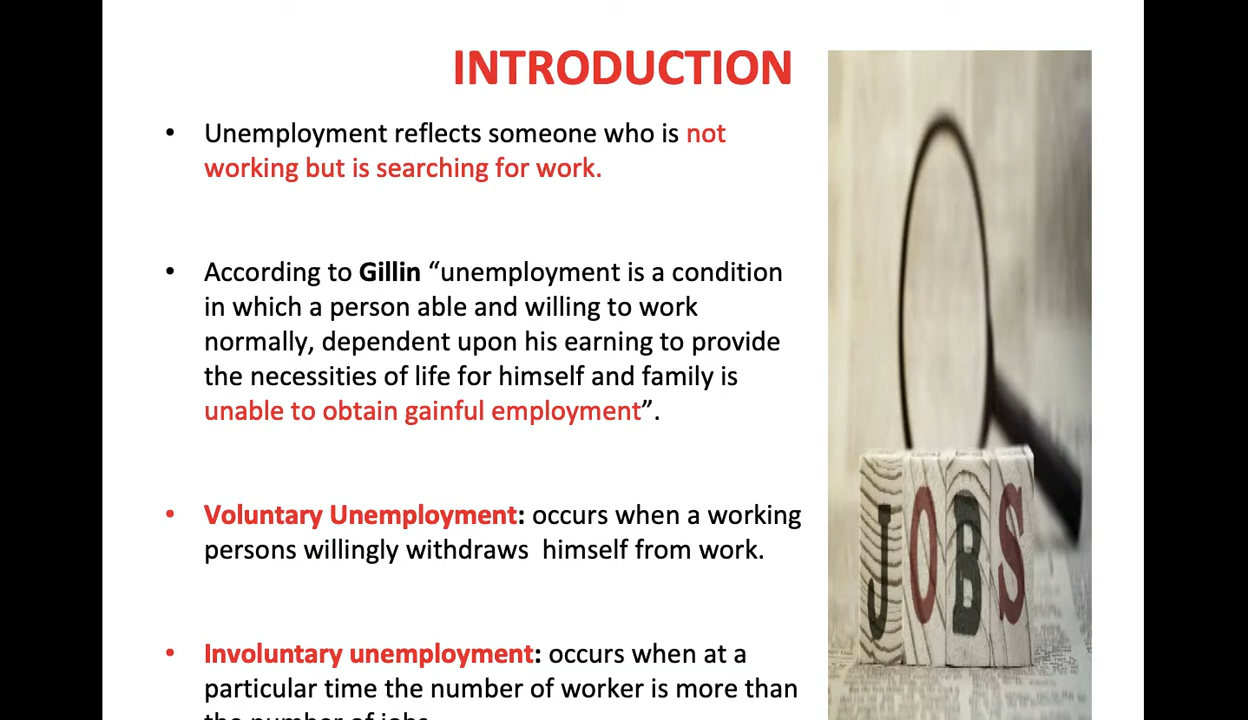 INTRODUCTION
• Unemployment reflects someone who is not
working but is searching for work.
• According to Gillin “unemployment is a condition
in which a person able and willing to work
normally, dependent upon his earning to provide
the necessities of life for himself and family is
unable to obtain gainful employment”.
• Voluntary Unemployment: occurs when a working
persons willingly withdraws himself from work.
• Involuntary unemployment: occurs when at a
particular time the number of worker is more than
the number of jobs
JOBS